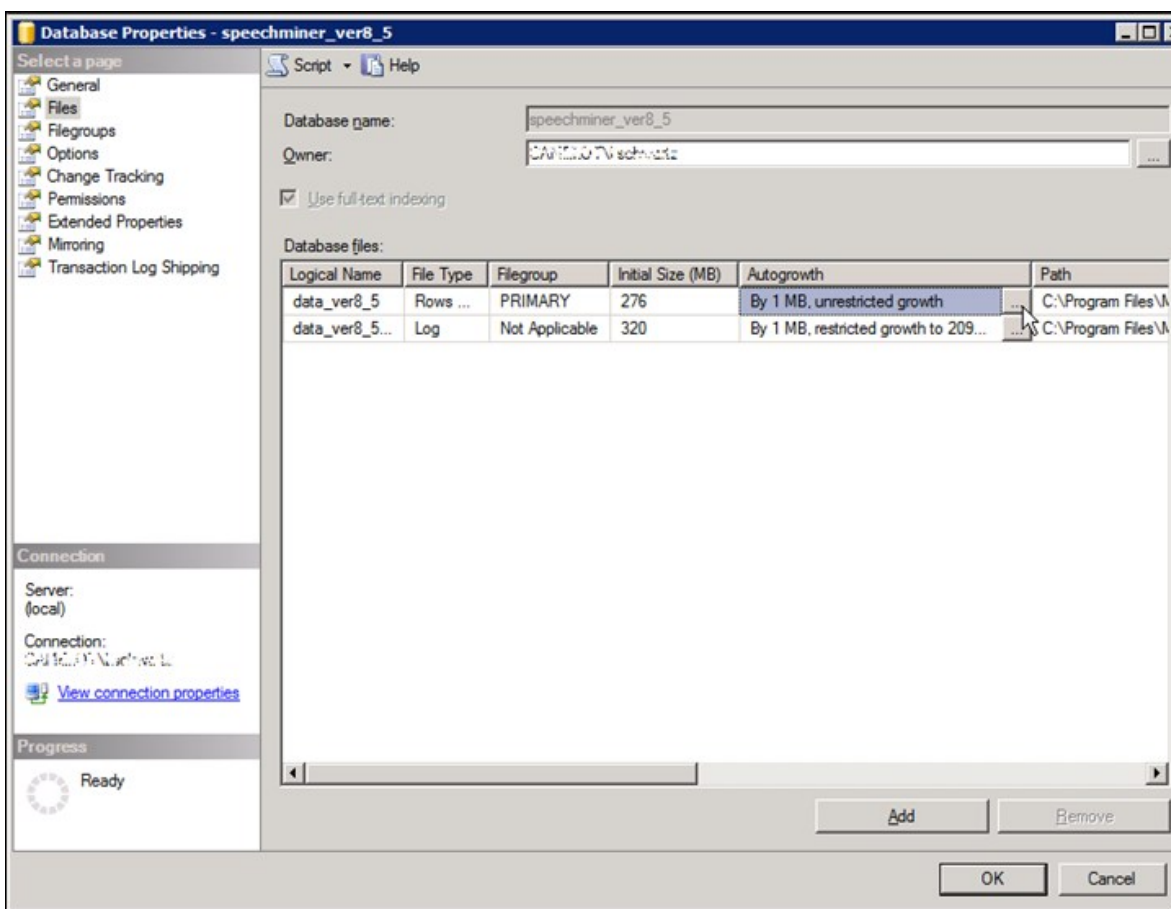 Database Properties - speechminer_ver8_5
Select a page
General
Files
Filegroups
Options
Change Tracking
Permissions
Extended Properties
Mirroring
Transaction Log Shipping
Script
Help
Database name:
speechminer_ver8_5
Owner:
...
Use full-text indexing
Database files:
Logical Name File Type Filegroup Initial Size (MB) Autogrowth Path
data_ver8_5 Rows ... PRIMARY 276 By 1 MB, unrestricted growth ... C:\Program Files\M
data_ver8_5... Log Not Applicable 320 By 1 MB, restricted growth to 209... ... C:\Program Files\M
Connection
Server:
(local)
Connection:
View connection properties
Progress
Ready
Add
Remove
OK
Cancel